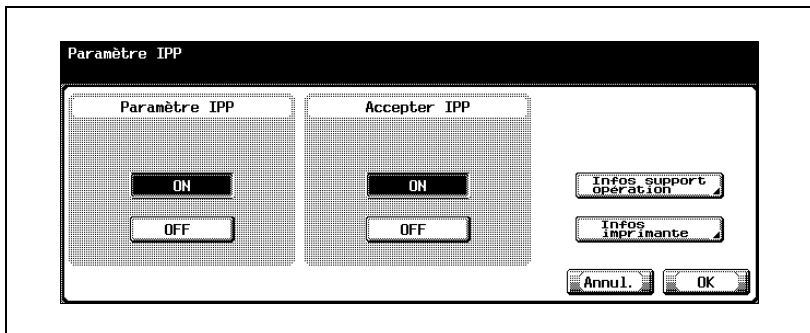 Paramètre IPP
Paramètre IPP
Accepter IPP
ON
ON
Infos support
opération
OFF
OFF
Infos
imprimante
Annul.
OK